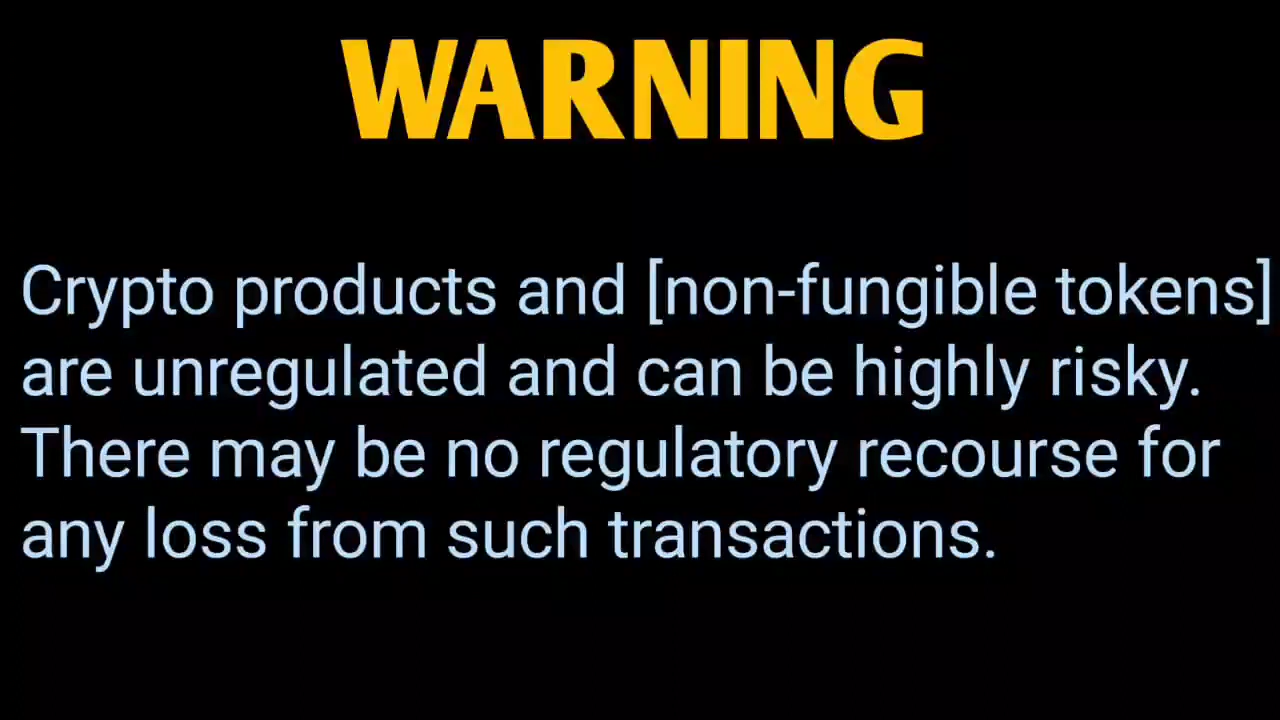 WARNING
Crypto products and [non-fungible tokens]
are unregulated and can be highly risky.
There may be no regulatory recourse for
any loss from such transactions.